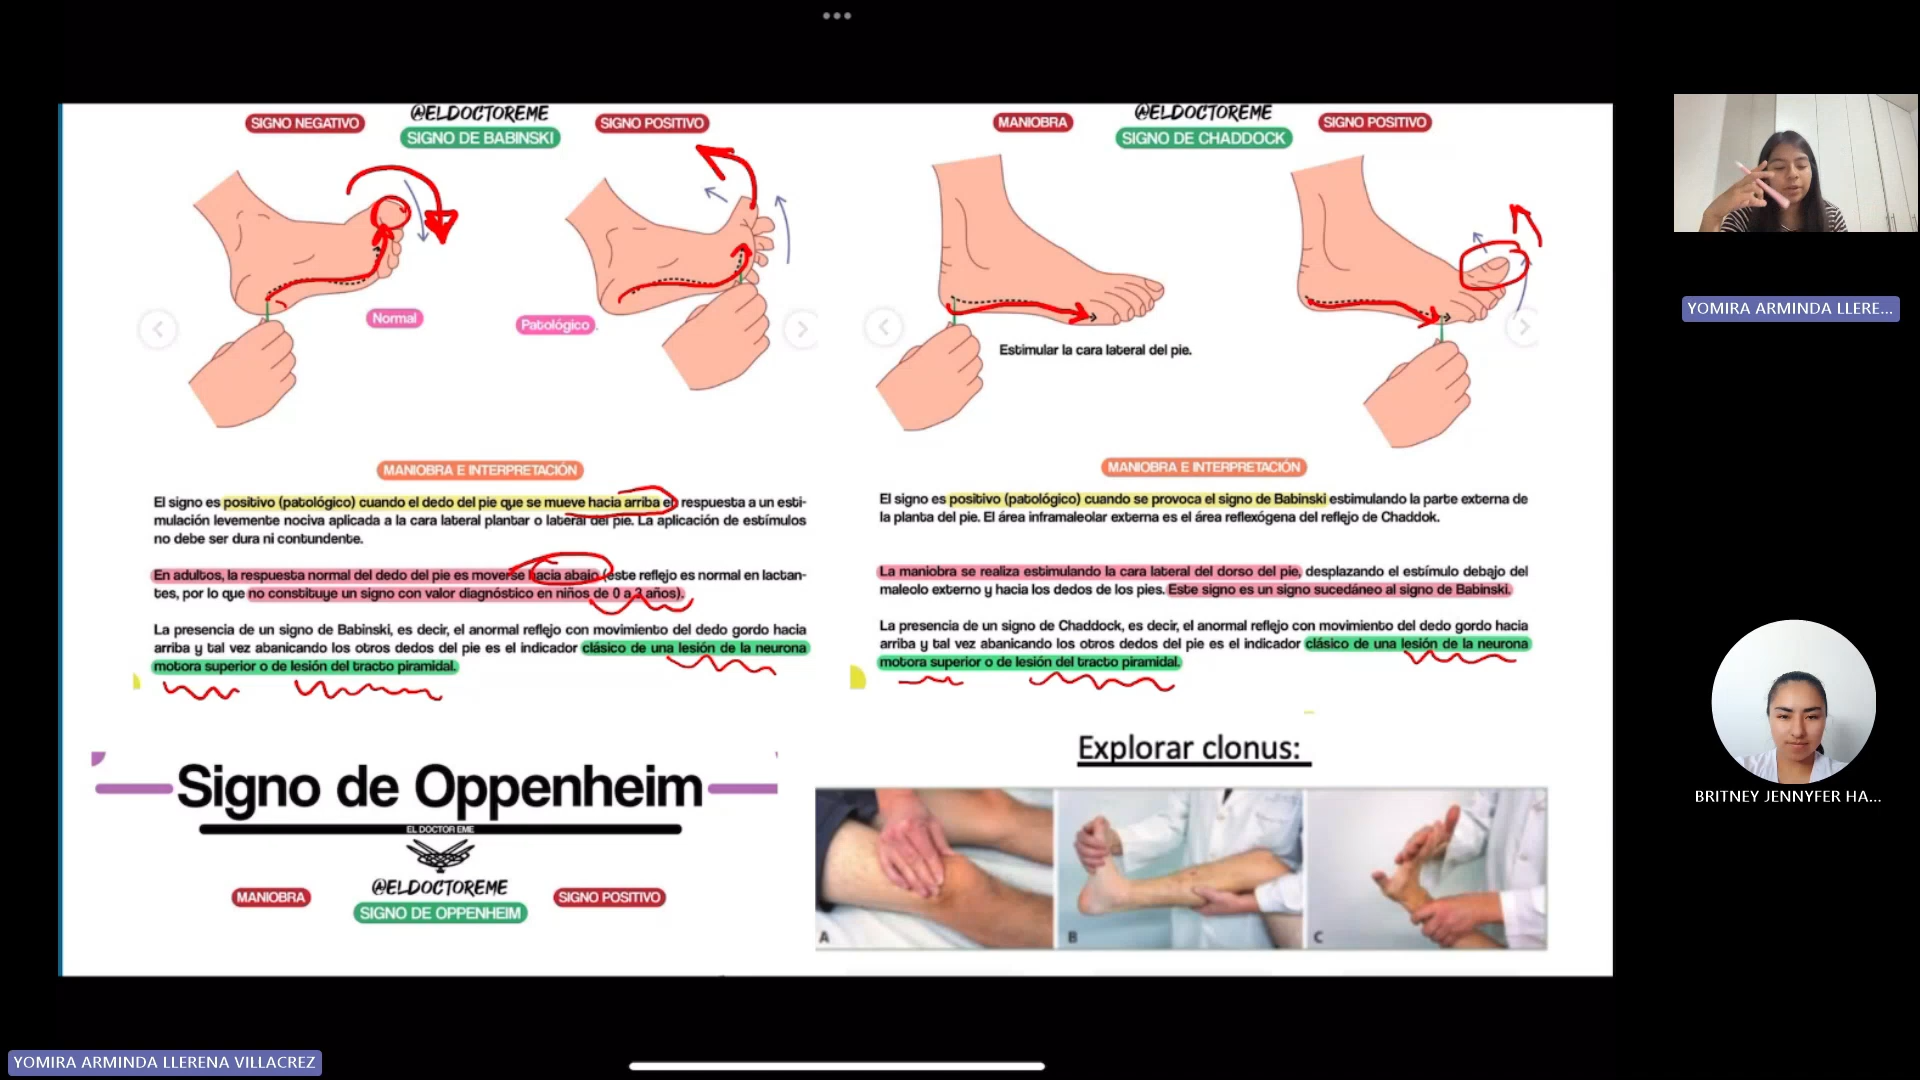 @ELDOCTOREME
SIGNO NEGATIVO
SIGNO DE BABINSKI
SIGNO POSITIVO
Normal
Patológico
MANIOBRA E INTERPRETACIÓN
El signo es positivo (patológico) cuando el dedo del pie que se mueve hacia arriba en respuesta a un esti-
mulación levemente nociva aplicada a la cara lateral plantar o lateral del pie. La aplicación de estímulos
no debe ser dura ni contundente.
En adultos, la respuesta normal del dedo del pie es moverse hacia abajo (este reflejo es normal en lactan-
tes, por lo que no constituye un signo con valor diagnóstico en niños de 0 a 3 años).
La presencia de un signo de Babinski, es decir, el anormal reflejo con movimiento del dedo gordo hacia
arriba y tal vez abanicando los otros dedos del pie es el indicador clásico de una lesión de la neurona
motora superior o de lesión del tracto piramidal.
@ELDOCTOREME
MANIOBRA
SIGNO DE CHADDOCK
SIGNO POSITIVO
Estimular la cara lateral del pie.
MANIOBRA E INTERPRETACIÓN
El signo es positivo (patológico) cuando se provoca el signo de Babinski estimulando la parte externa de
la planta del pie. El área inframaleolar externa es el área reflexógena del reflejo de Chaddok.
La maniobra se realiza estimulando la cara lateral del dorso del pie, desplazando el estímulo debajo del
maleolo externo y hacia los dedos de los pies. Este signo es un signo sucedáneo al signo de Babinski.
La presencia de un signo de Chaddock, es decir, el anormal reflejo con movimiento del dedo gordo hacia
arriba y tal vez abanicando los otros dedos del pie es el indicador clásico de una lesión de la neurona
motora superior o de lesión del tracto piramidal.
Signo de Oppenheim
EL DOCTOR EME
@ELDOCTOREME
MANIOBRA
SIGNO DE OPPENHEIM
SIGNO POSITIVO
Explorar clonus:
A
B
C
YOMIRA ARMINDA LLERE...
BRITNEY JENNYFER HA...
YOMIRA ARMINDA LLERENA VILLACREZ